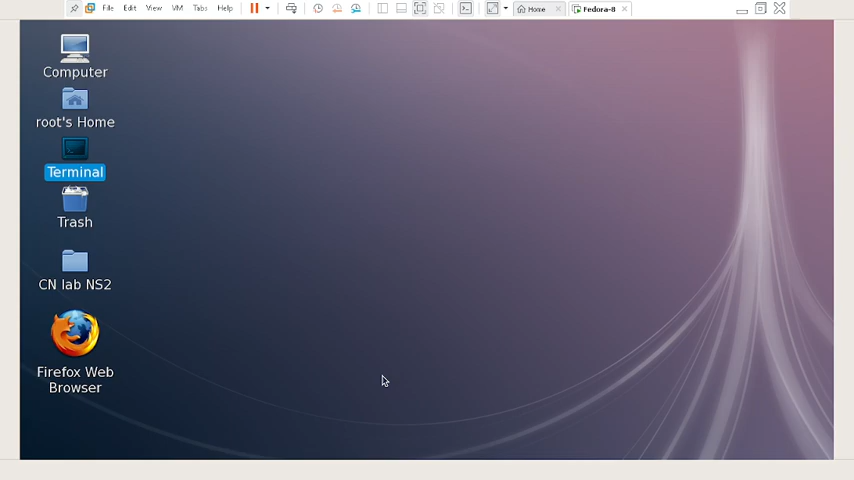 File Edit View VM Tabs Help Home Fedora-8
Computer
root's Home
Terminal
Trash
CN lab NS2
Firefox Web
Browser